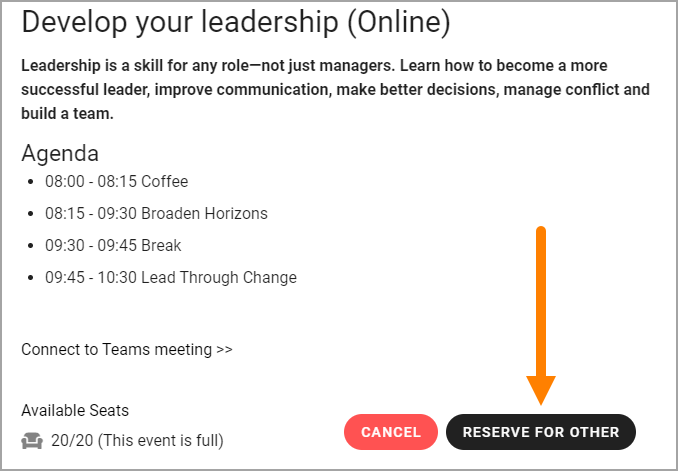 Develop your leadership (Online)
Leadership is a skill for any role—not just managers. Learn how to become a more
successful leader, improve communication, make better decisions, manage conflict and
build a team.
Agenda
• 08:00 - 08:15 Coffee
• 08:15 - 09:30 Broaden Horizons
• 09:30 - 09:45 Break
• 09:45 - 10:30 Lead Through Change
Connect to Teams meeting >>
Available Seats
20/20 (This event is full)
CANCEL
RESERVE FOR OTHER